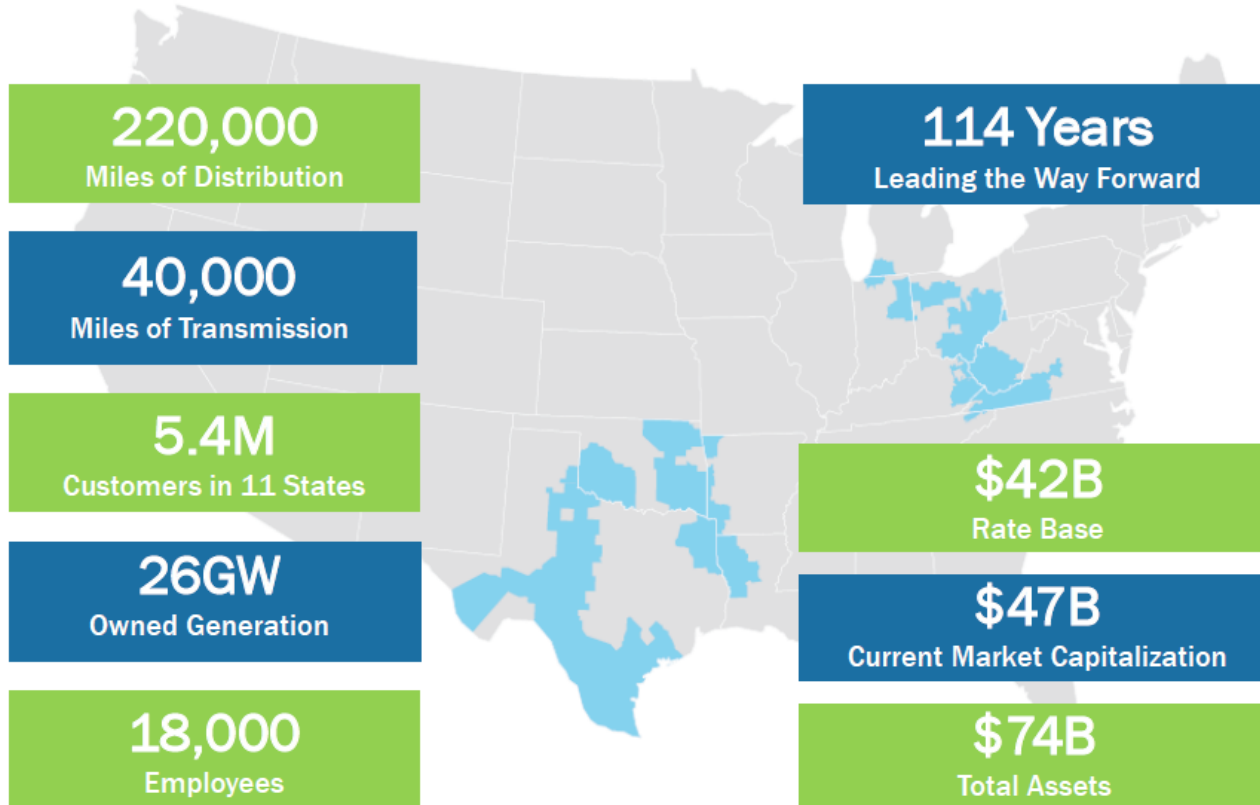 220,000
Miles of Distribution
40,000
Miles of Transmission
5.4M
Customers in 11 States
26GW
Owned Generation
18,000
Employees
114 Years
Leading the Way Forward
$42B
Rate Base
$47B
Current Market Capitalization
$74B
Total Assets